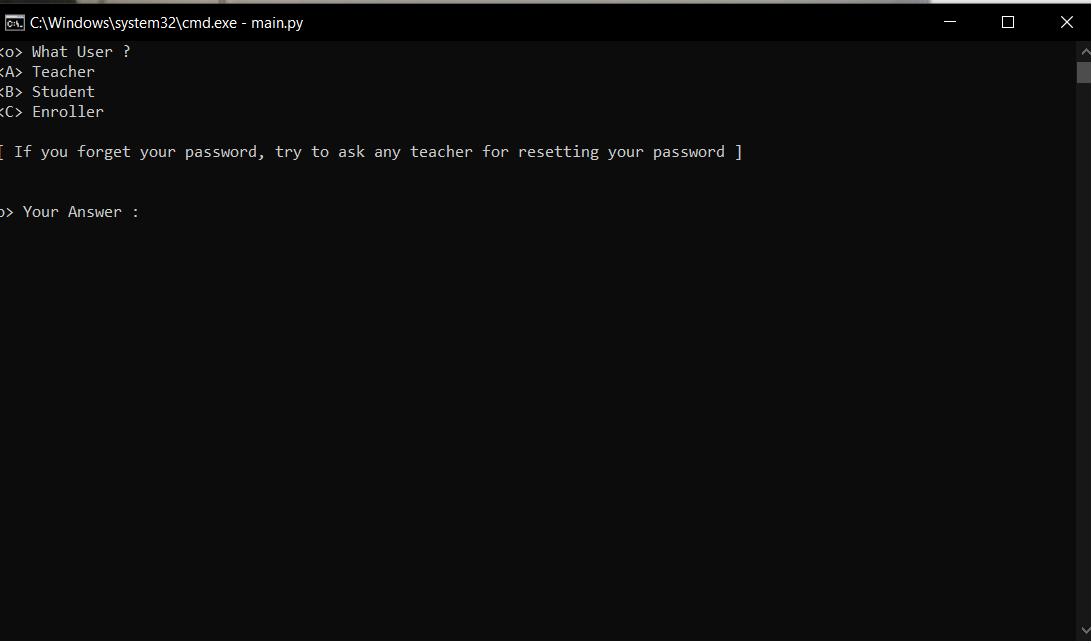 C:\Windows\system32\cmd.exe - main.py
<o> What User ?
<A> Teacher
<B> Student
<C> Enroller
[ If you forget your password, try to ask any teacher for resetting your password ]
o> Your Answer :